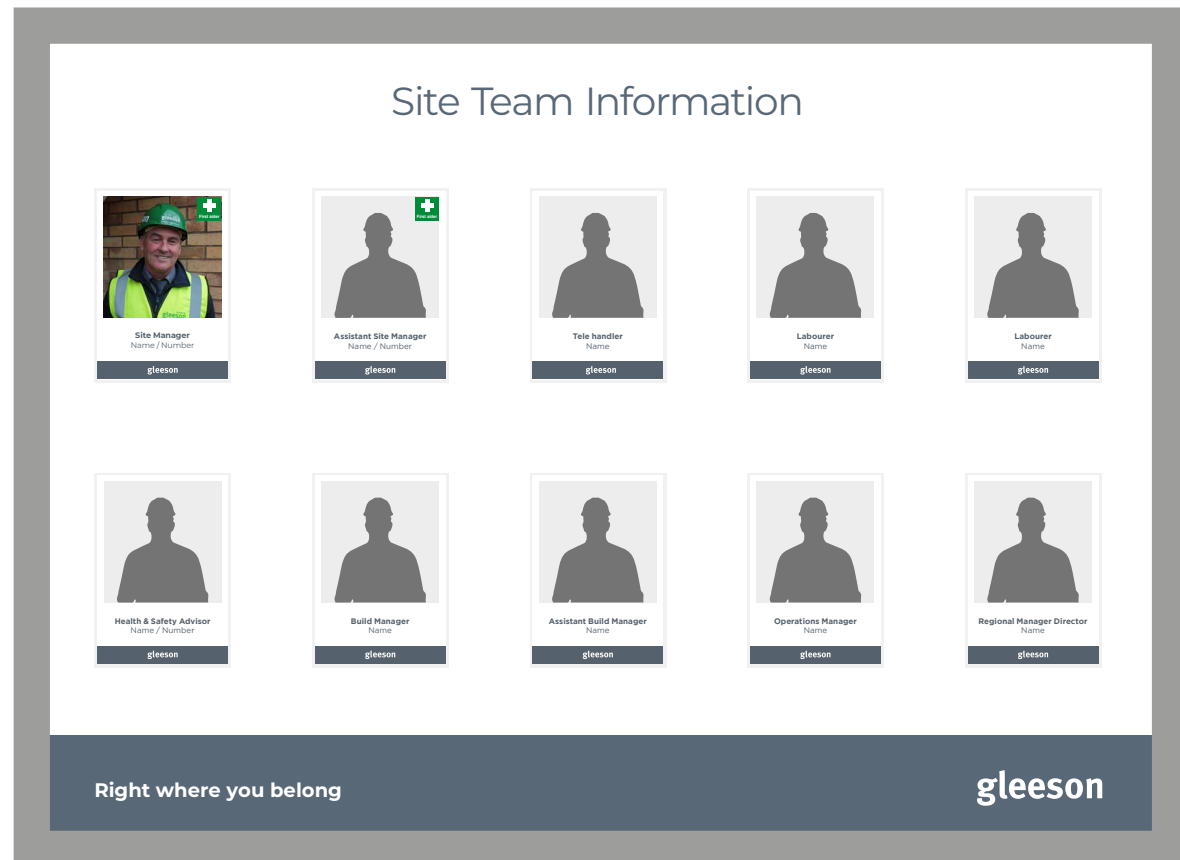 Site Team Information
First aider
gleeson
gleeson
Site Manager
Name / Number
gleeson
First aider
Assistant Site Manager
Name / Number
gleeson
Tele handler
Name
gleeson
Labourer
Name
gleeson
Labourer
Name
gleeson
Health & Safety Advisor
Name / Number
gleeson
Build Manager
Name
gleeson
Assistant Build Manager
Name
gleeson
Operations Manager
Name
gleeson
Regional Manager Director
Name
gleeson
Right where you belong
gleeson